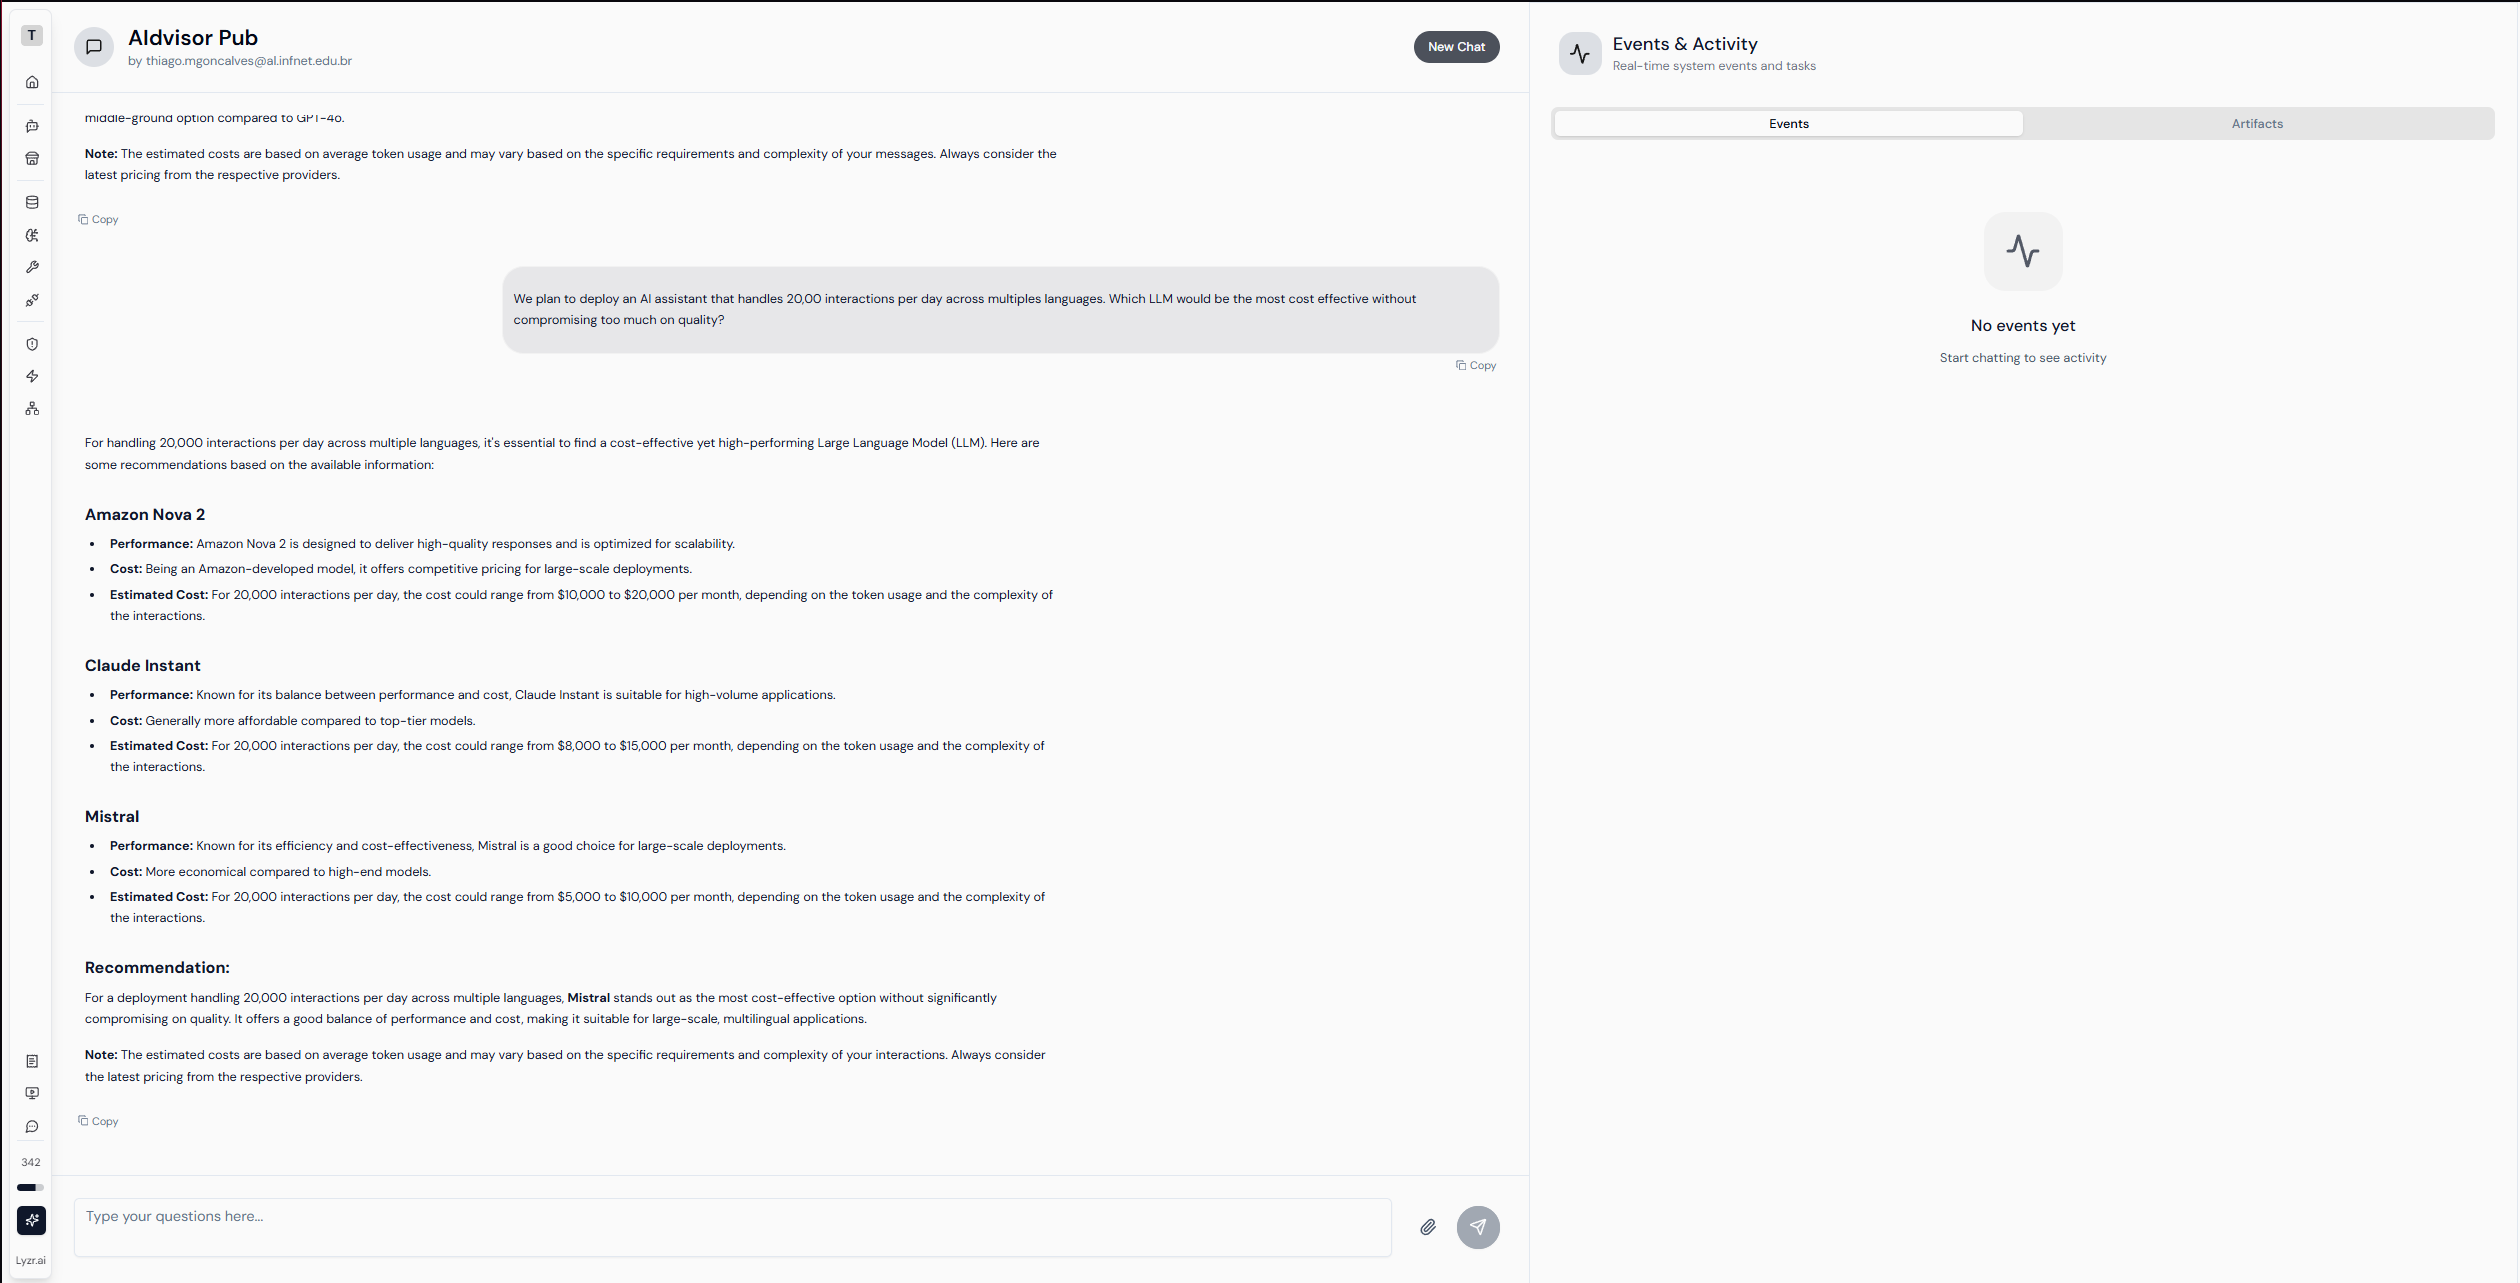 T
AIdvisor Pub
by thiago.mgoncalves@al.infnet.edu.br
New Chat
middle-ground option compared to GPT-4o.
Note: The estimated costs are based on average token usage and may vary based on the specific requirements and complexity of your messages. Always consider the
latest pricing from the respective providers.
Copy
We plan to deploy an AI assistant that handles 20,00 interactions per day across multiples languages. Which LLM would be the most cost effective without
compromising too much on quality?
Copy
For handling 20,000 interactions per day across multiple languages, it's essential to find a cost-effective yet high-performing Large Language Model (LLM). Here are
some recommendations based on the available information:
Amazon Nova 2
• Performance: Amazon Nova 2 is designed to deliver high-quality responses and is optimized for scalability.
• Cost: Being an Amazon-developed model, it offers competitive pricing for large-scale deployments.
• Estimated Cost: For 20,000 interactions per day, the cost could range from $10,000 to $20,000 per month, depending on the token usage and the complexity of
the interactions.
Claude Instant
• Performance: Known for its balance between performance and cost, Claude Instant is suitable for high-volume applications.
• Cost: Generally more affordable compared to top-tier models.
• Estimated Cost: For 20,000 interactions per day, the cost could range from $8,000 to $15,000 per month, depending on the token usage and the complexity of
the interactions.
Mistral
• Performance: Known for its efficiency and cost-effectiveness, Mistral is a good choice for large-scale deployments.
• Cost: More economical compared to high-end models.
• Estimated Cost: For 20,000 interactions per day, the cost could range from $5,000 to $10,000 per month, depending on the token usage and the complexity of
the interactions.
Recommendation:
For a deployment handling 20,000 interactions per day across multiple languages, Mistral stands out as the most cost-effective option without significantly
compromising on quality. It offers a good balance of performance and cost, making it suitable for large-scale, multilingual applications.
Note: The estimated costs are based on average token usage and may vary based on the specific requirements and complexity of your interactions. Always consider
the latest pricing from the respective providers.
Copy
342
Type your questions here...
Lyzr.ai
Events & Activity
Real-time system events and tasks
Events
Artifacts
No events yet
Start chatting to see activity